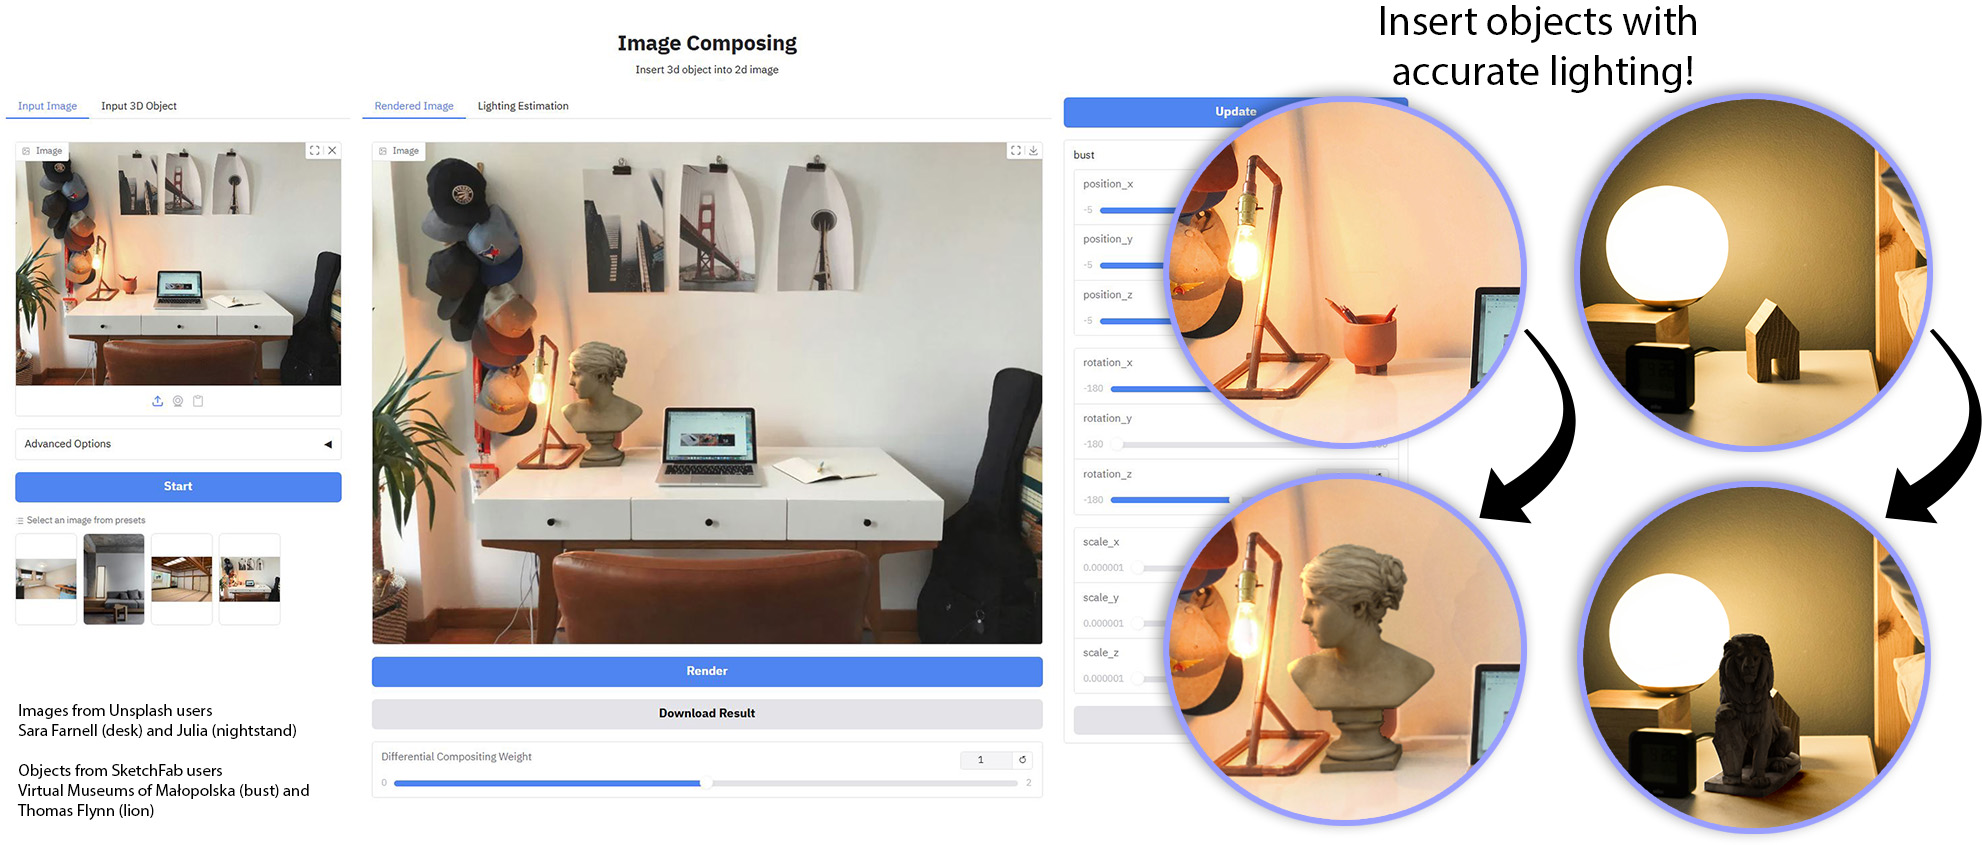 Insert objects with
accurate lighting!
Image Composing
Insert 3d object into 2d image
Input Image
Input 3D Object
Image
Advanced Options
Start
Select an image from presets
Images from Unsplash users
Sara Farnell (desk) and Julia (nightstand)
Objects from SketchFab users
Virtual Museums of Małopolska (bust) and
Thomas Flynn (lion)
Rendered Image
Lighting Estimation
Image
Render
Download Result
Differential Compositing Weight
1
0
2
Update
bust
position_x
-5
position_y
-5
position_z
-5
rotation_x
-180
rotation_y
-180
rotation_z
-180
scale_x
0.000001
scale_y
0.000001
scale_z
0.000001